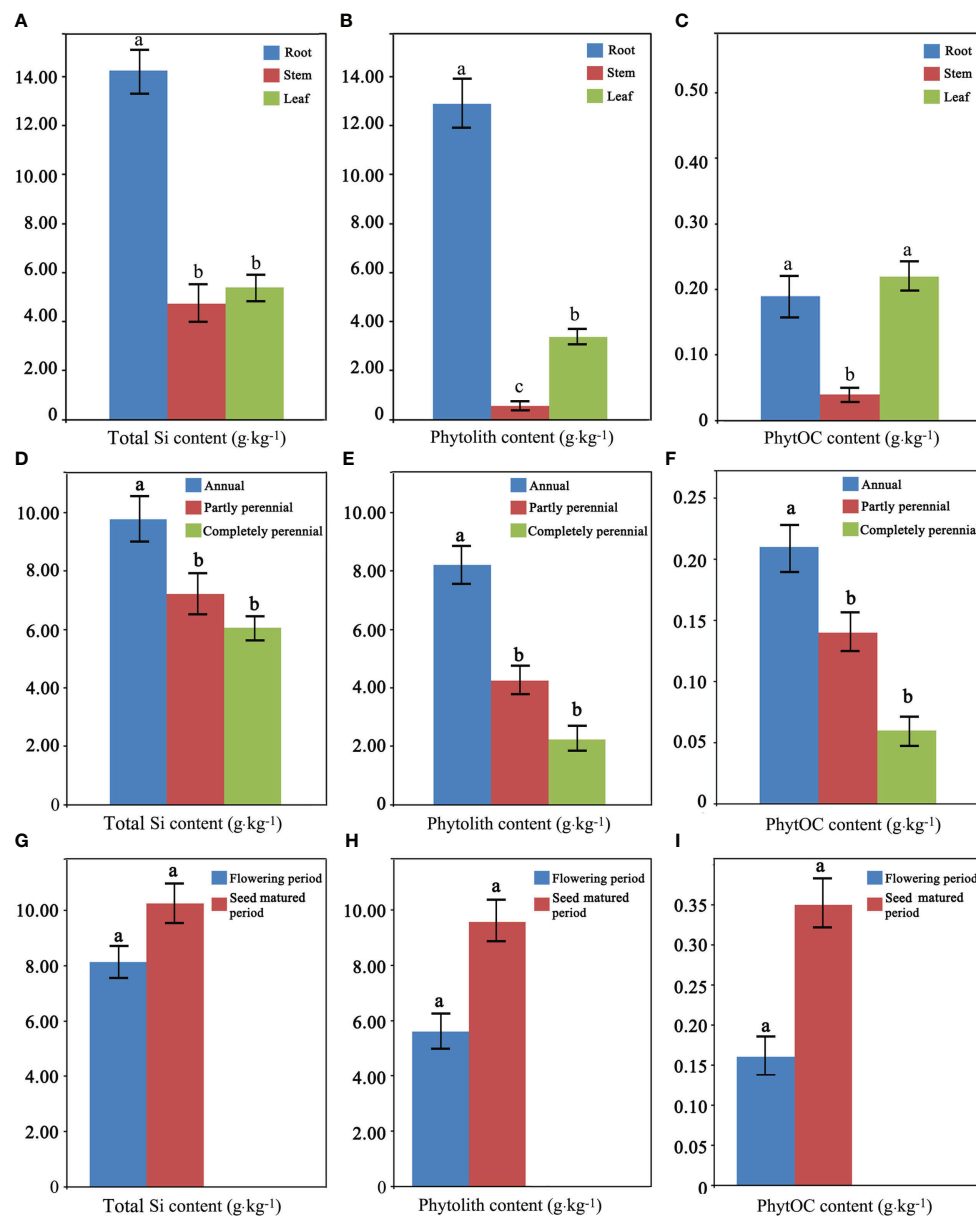 A
a
14.00
12.00
10.00
8.00
6.00
4.00
2.00
0
b
b
Root
Stem
Leaf
Total Si content (g·kg-1)
B
a
14.00
12.00
10.00
8.00
6.00
4.00
2.00
0
c
b
Root
Stem
Leaf
Phytolith content (g·kg-1)
C
0.50
0.40
0.30
0.20
0.10
0
a
b
a
Root
Stem
Leaf
PhytOC content (g·kg-1)
D
a
10.00
8.00
6.00
4.00
2.00
0
b
b
Annual
Partly perennial
Completely perennial
Total Si content (g·kg-1)
E
10.00
8.00
6.00
4.00
2.00
0
a
b
b
Annual
Partly perennial
Completely perennial
Phytolith content (g·kg-1)
F
0.25
0.20
0.15
0.10
0.05
0
a
b
b
Annual
Partly perennial
Completely perennial
PhytOC content (g·kg-1)
G
10.00
8.00
6.00
4.00
2.00
0
a
a
Flowering period
Seed matured
period
Total Si content (g·kg-1)
H
10.00
8.00
6.00
4.00
2.00
0
a
a
Flowering period
Seed matured
period
Phytolith content (g·kg-1)
I
0.35
0.30
0.25
0.20
0.15
0.10
0.05
0
a
a
Flowering period
Seed matured
period
PhytOC content (g·kg-1)